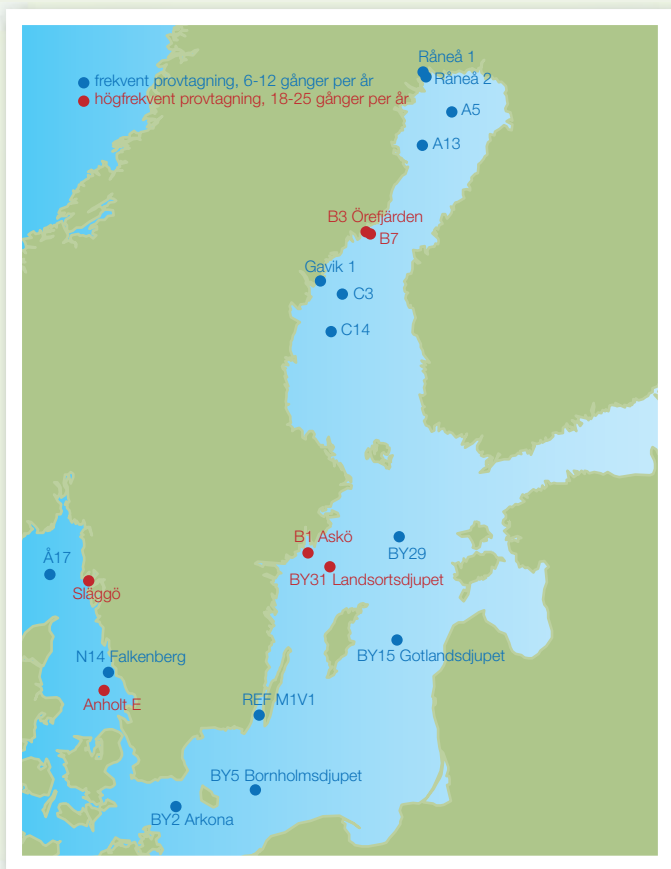 Råneå 1
frekvent provtagning, 6-12 gånger per år
Råneå 2
högfrekvent provtagning, 18-25 gånger per år
A5
A13
B3 Örefjärden
B7
Gavik 1
C3
C14
B1 Askö
BY29
Å17
BY31 Landsortsdjupet
Släggö
N14 Falkenberg
BY15 Gotlandsdjupet
Anholt E
REF M1V1
BY5 Bornholmsdjupet
BY2 Arkona